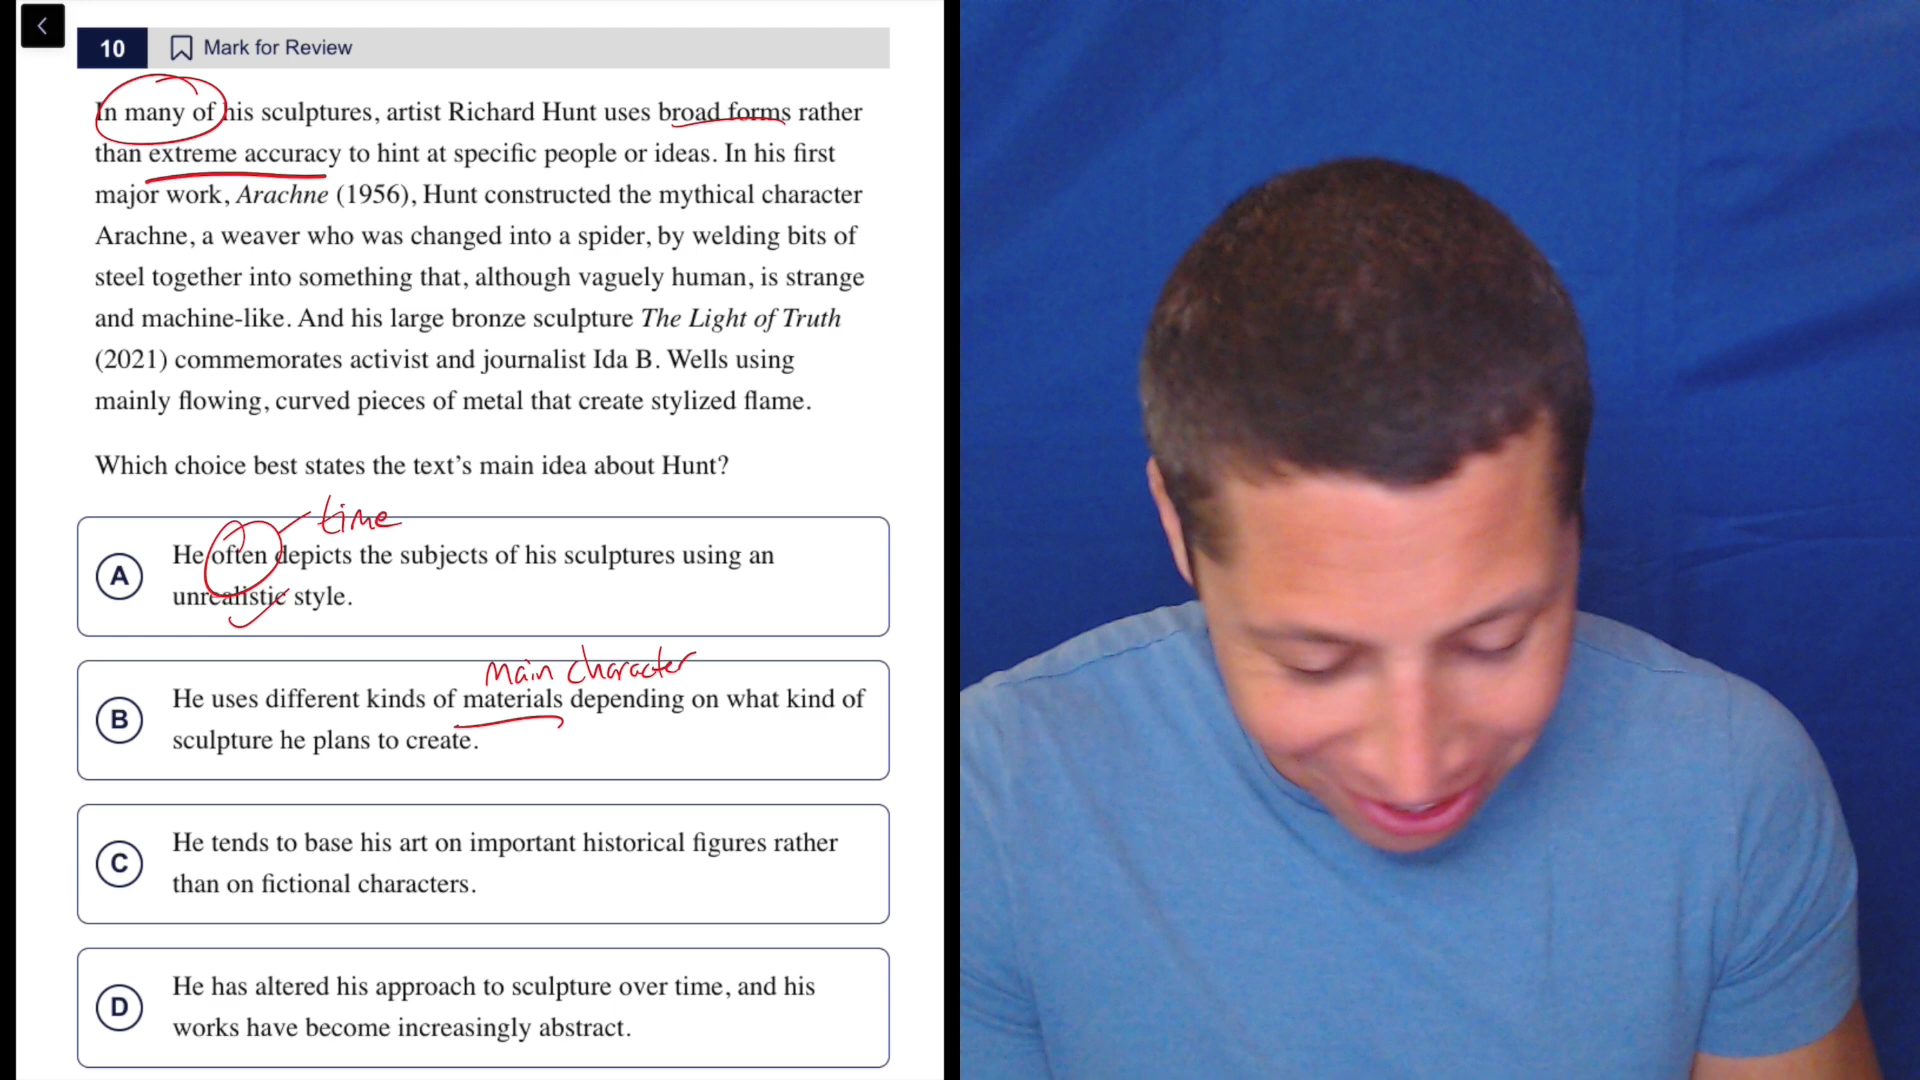 10 Mark for Review
In many of his sculptures, artist Richard Hunt uses broad forms rather
than extreme accuracy to hint at specific people or ideas. In his first
major work, Arachne (1956), Hunt constructed the mythical character
Arachne, a weaver who was changed into a spider, by welding bits of
steel together into something that, although vaguely human, is strange
and machine-like. And his large bronze sculpture The Light of Truth
(2021) commemorates activist and journalist Ida B. Wells using
mainly flowing, curved pieces of metal that create stylized flame.
Which choice best states the text's main idea about Hunt?
time
A He often depicts the subjects of his sculptures using an
unrealistic style.
main character
B He uses different kinds of materials depending on what kind of
sculpture he plans to create.
C He tends to base his art on important historical figures rather
than on fictional characters.
D He has altered his approach to sculpture over time, and his
works have become increasingly abstract.